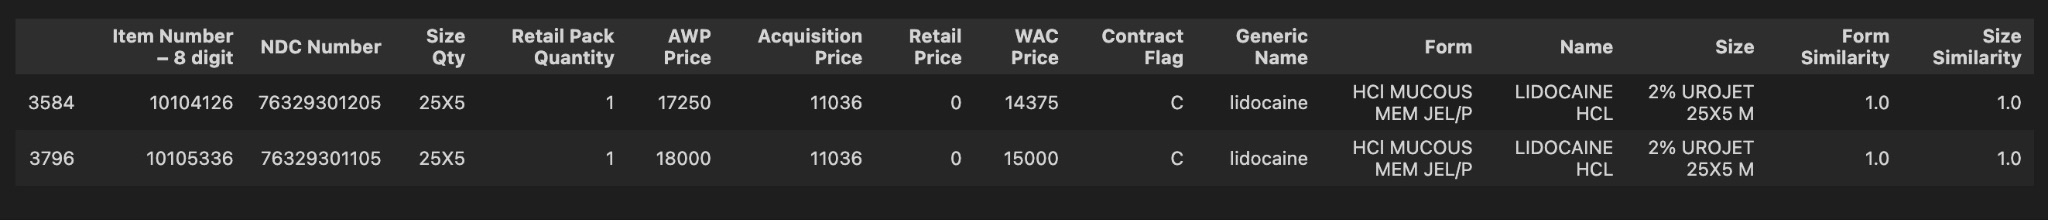 Item Number – 8 digit NDC Number Size Qty Retail Pack Quantity AWP Price Acquisition Price Retail Price WAC Price Contract Flag Generic Name Form Name Size Form Similarity Size Similarity
3584 10104126 76329301205 25X5 1 17250 11036 0 14375 C lidocaine HCl MUCOUS MEM JEL/P LIDOCAINE HCL 2% UROJET 25X5 M 1.0 1.0
3796 10105336 76329301105 25X5 1 18000 11036 0 15000 C lidocaine HCl MUCOUS MEM JEL/P LIDOCAINE HCL 2% UROJET 25X5 M 1.0 1.0